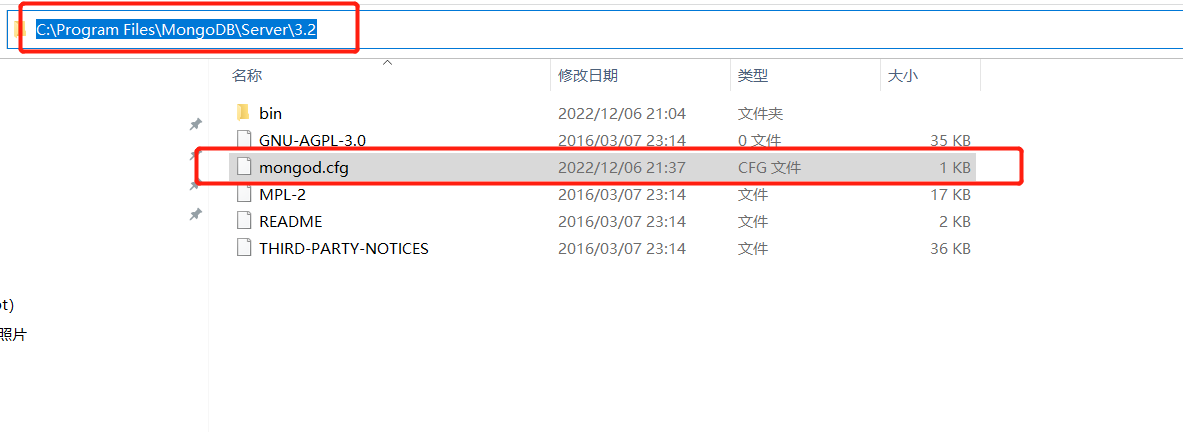 C:\Program Files\MongoDB\Server\3.2
名称 修改日期 类型 大小
bin 2022/12/06 21:04 文件夹
GNU-AGPL-3.0 2016/03/07 23:14 0 文件 35 KB
mongod.cfg 2022/12/06 21:37 CFG 文件 1 KB
MPL-2 2016/03/07 23:14 文件 17 KB
README 2016/03/07 23:14 文件 2 KB
THIRD-PARTY-NOTICES 2016/03/07 23:14 文件 36 KB
ot)
照片